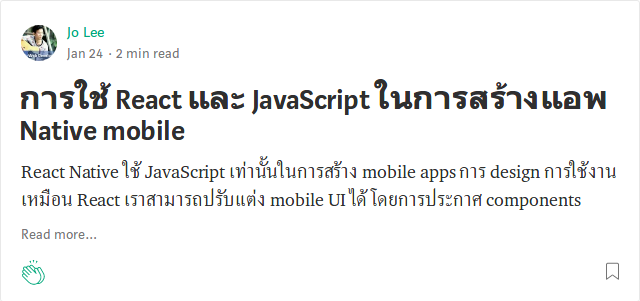 Jo Lee
Jan 24 · 2 min read
การใช้ React และ JavaScript ในการสร้างแอพ
Native mobile
React Native ใช้ JavaScript เท่านั้นในการสร้าง mobile apps การ design การใช้งาน
เหมือน React เราสามารถปรับแต่ง mobile UI ได้ โดยการประกาศ components
Read more...